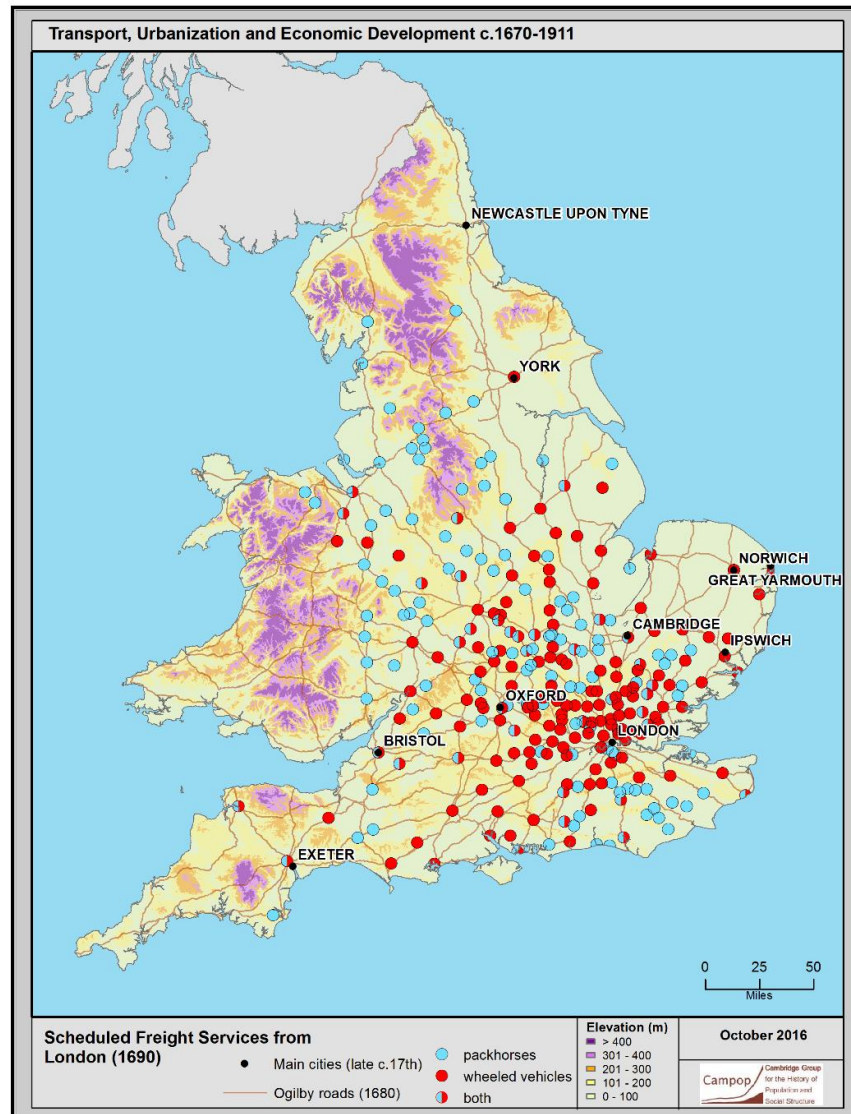 Transport, Urbanization and Economic Development c.1670-1911
NEWCASTLE UPON TYNE
YORK
NORWICH
GREAT YARMOUTH
CAMBRIDGE
IPSWICH
OXFORD
LONDON
BRISTOL
EXETER
0 25 50
Miles
Scheduled Freight Services from
London (1690)
Main cities (late c.17th)
Ogilby roads (1680)
packhorses
wheeled vehicles
both
Elevation (m)
> 400
301 - 400
201 - 300
101 - 200
0 - 100
October 2016
Campop
Cambridge Group
for the History of
Population and
Social Structure